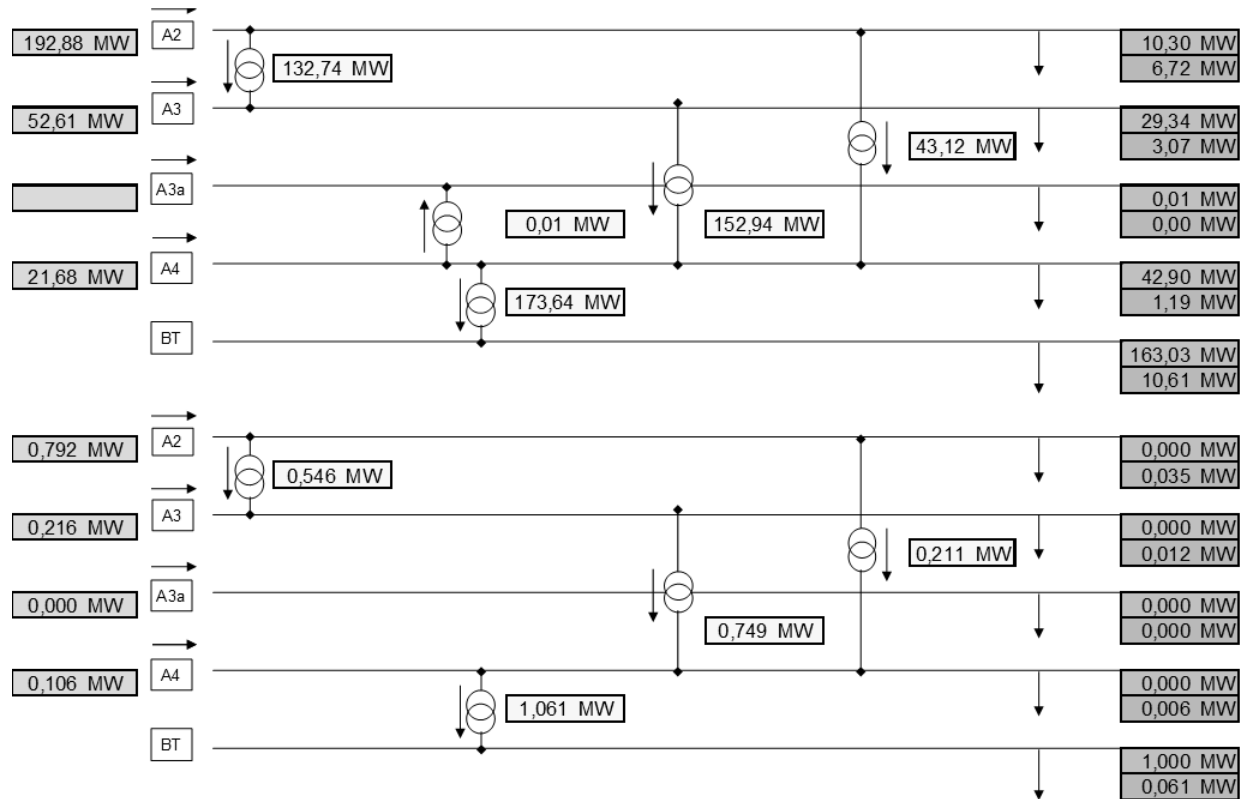 A2
192,88 MW
10,30 MW
132,74 MW
6,72 MW
A3
52,61 MW
29,34 MW
43,12 MW
3,07 MW
A3a
0,01 MW
0,01 MW
152,94 MW
0,00 MW
A4
21,68 MW
42,90 MW
173,64 MW
1,19 MW
BT
163,03 MW
10,61 MW
A2
0,792 MW
0,000 MW
0,546 MW
0,035 MW
A3
0,216 MW
0,000 MW
0,211 MW
0,012 MW
A3a
0,000 MW
0,000 MW
0,749 MW
0,000 MW
A4
0,106 MW
0,000 MW
1,061 MW
0,006 MW
BT
1,000 MW
0,061 MW